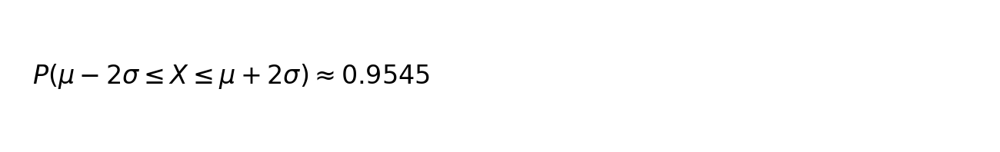 P(μ − 2σ ≤ X ≤ μ + 2σ) ≈ 0.9545